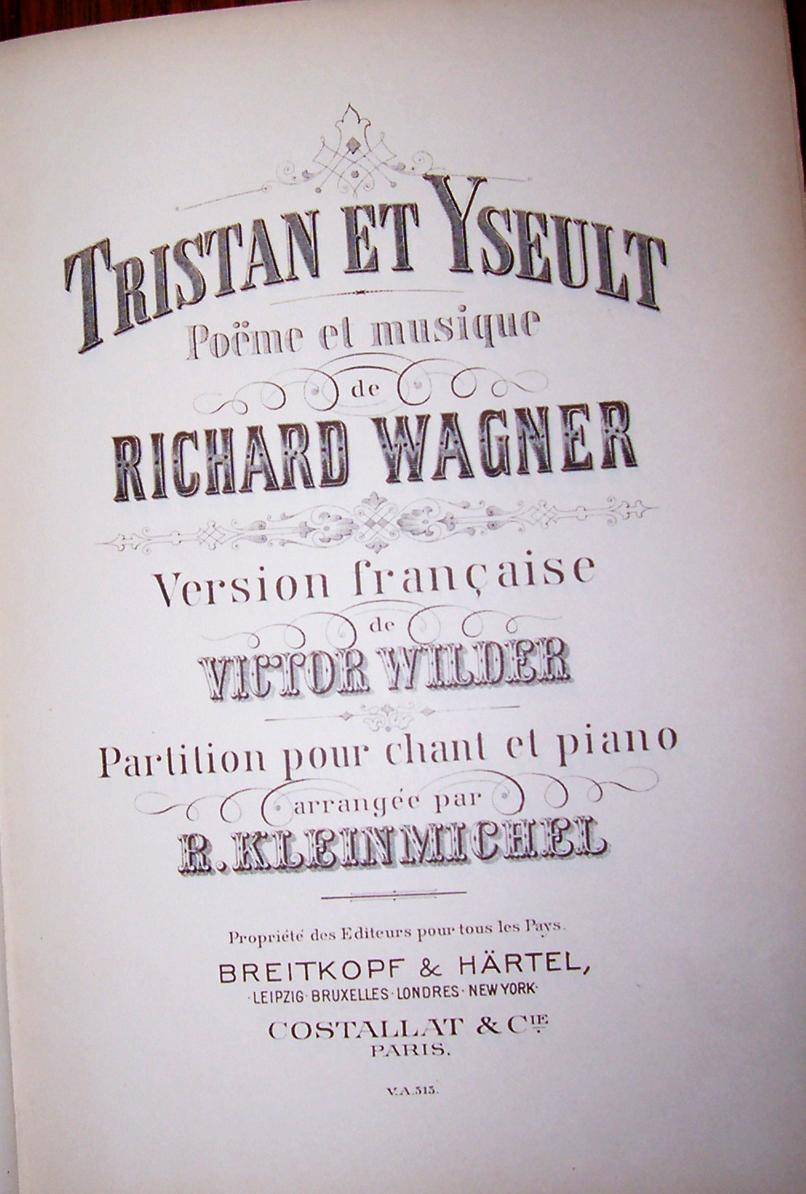 TRISTAN ET YSEULT
Poëme et musique
de
RICHARD WAGNER
Version française
de
VICTOR WILDER
Partition pour chant et piano
arrangée par
R. KLEINMICHEL
Propriété des Editeurs pour tous les Pays.
BREITKOPF & HÄRTEL,
·LEIPZIG·BRUXELLES·LONDRES·NEW YORK·
COSTALLAT & CIE
PARIS.
V.A.515.